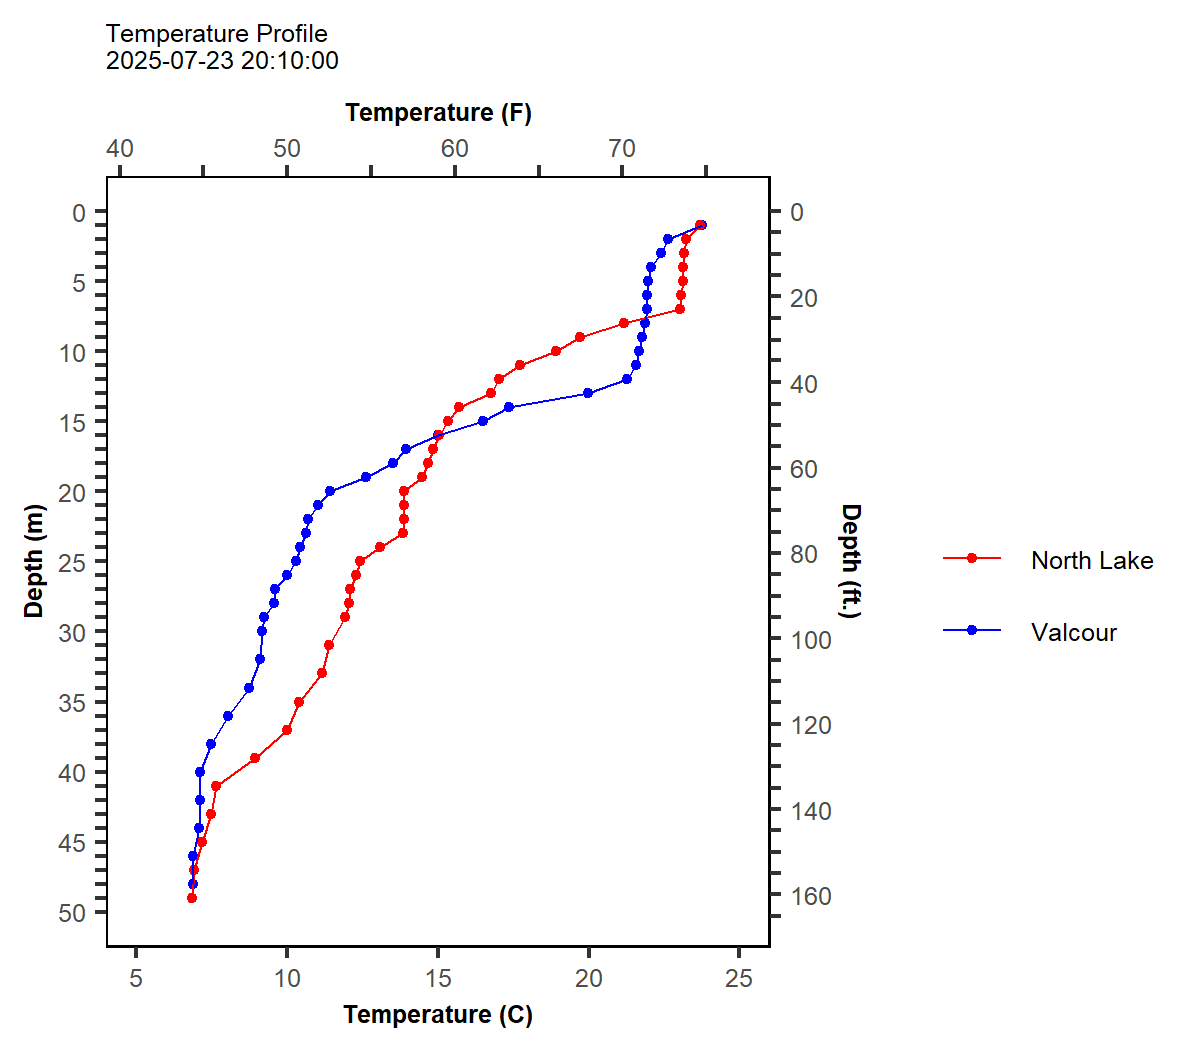 Temperature Profile
2025-07-23 20:10:00
Temperature (F)
40 50 60 70
0 5 10 15 20 25 30 35 40 45 50
Depth (m)
0 20 40 60 80 100 120 140 160
Depth (ft.)
North Lake
Valcour
5 10 15 20 25
Temperature (C)